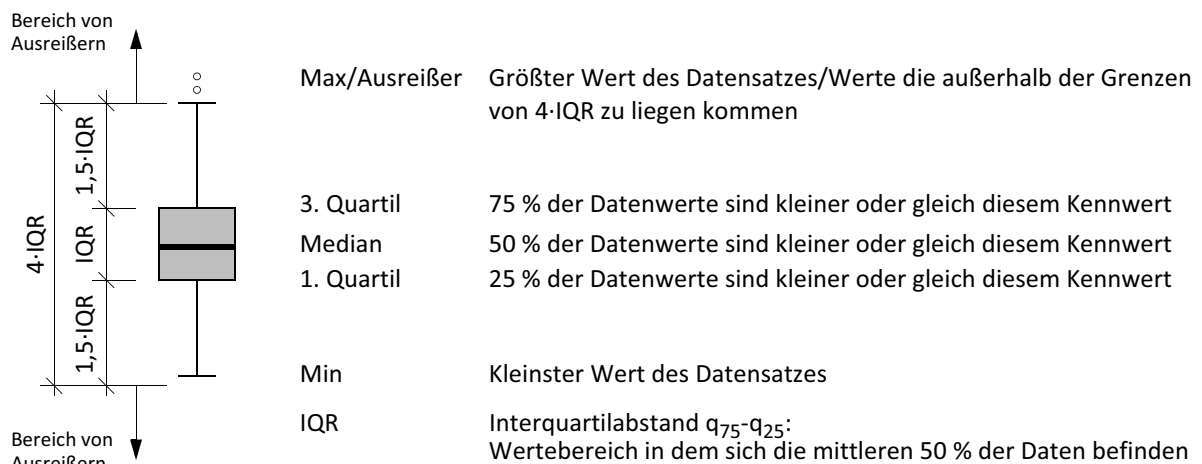 Bereich von
Ausreißern
Max/Ausreißer Größter Wert des Datensatzes/Werte die außerhalb der Grenzen
von 4·IQR zu liegen kommen
1,5·IQR
3. Quartil 75 % der Datenwerte sind kleiner oder gleich diesem Kennwert
4·IQR
IQR
Median 50 % der Datenwerte sind kleiner oder gleich diesem Kennwert
1. Quartil 25 % der Datenwerte sind kleiner oder gleich diesem Kennwert
1,5·IQR
Min Kleinster Wert des Datensatzes
IQR Interquartilabstand q75-q25:
Wertebereich in dem sich die mittleren 50 % der Daten befinden
Bereich von
Ausreißern